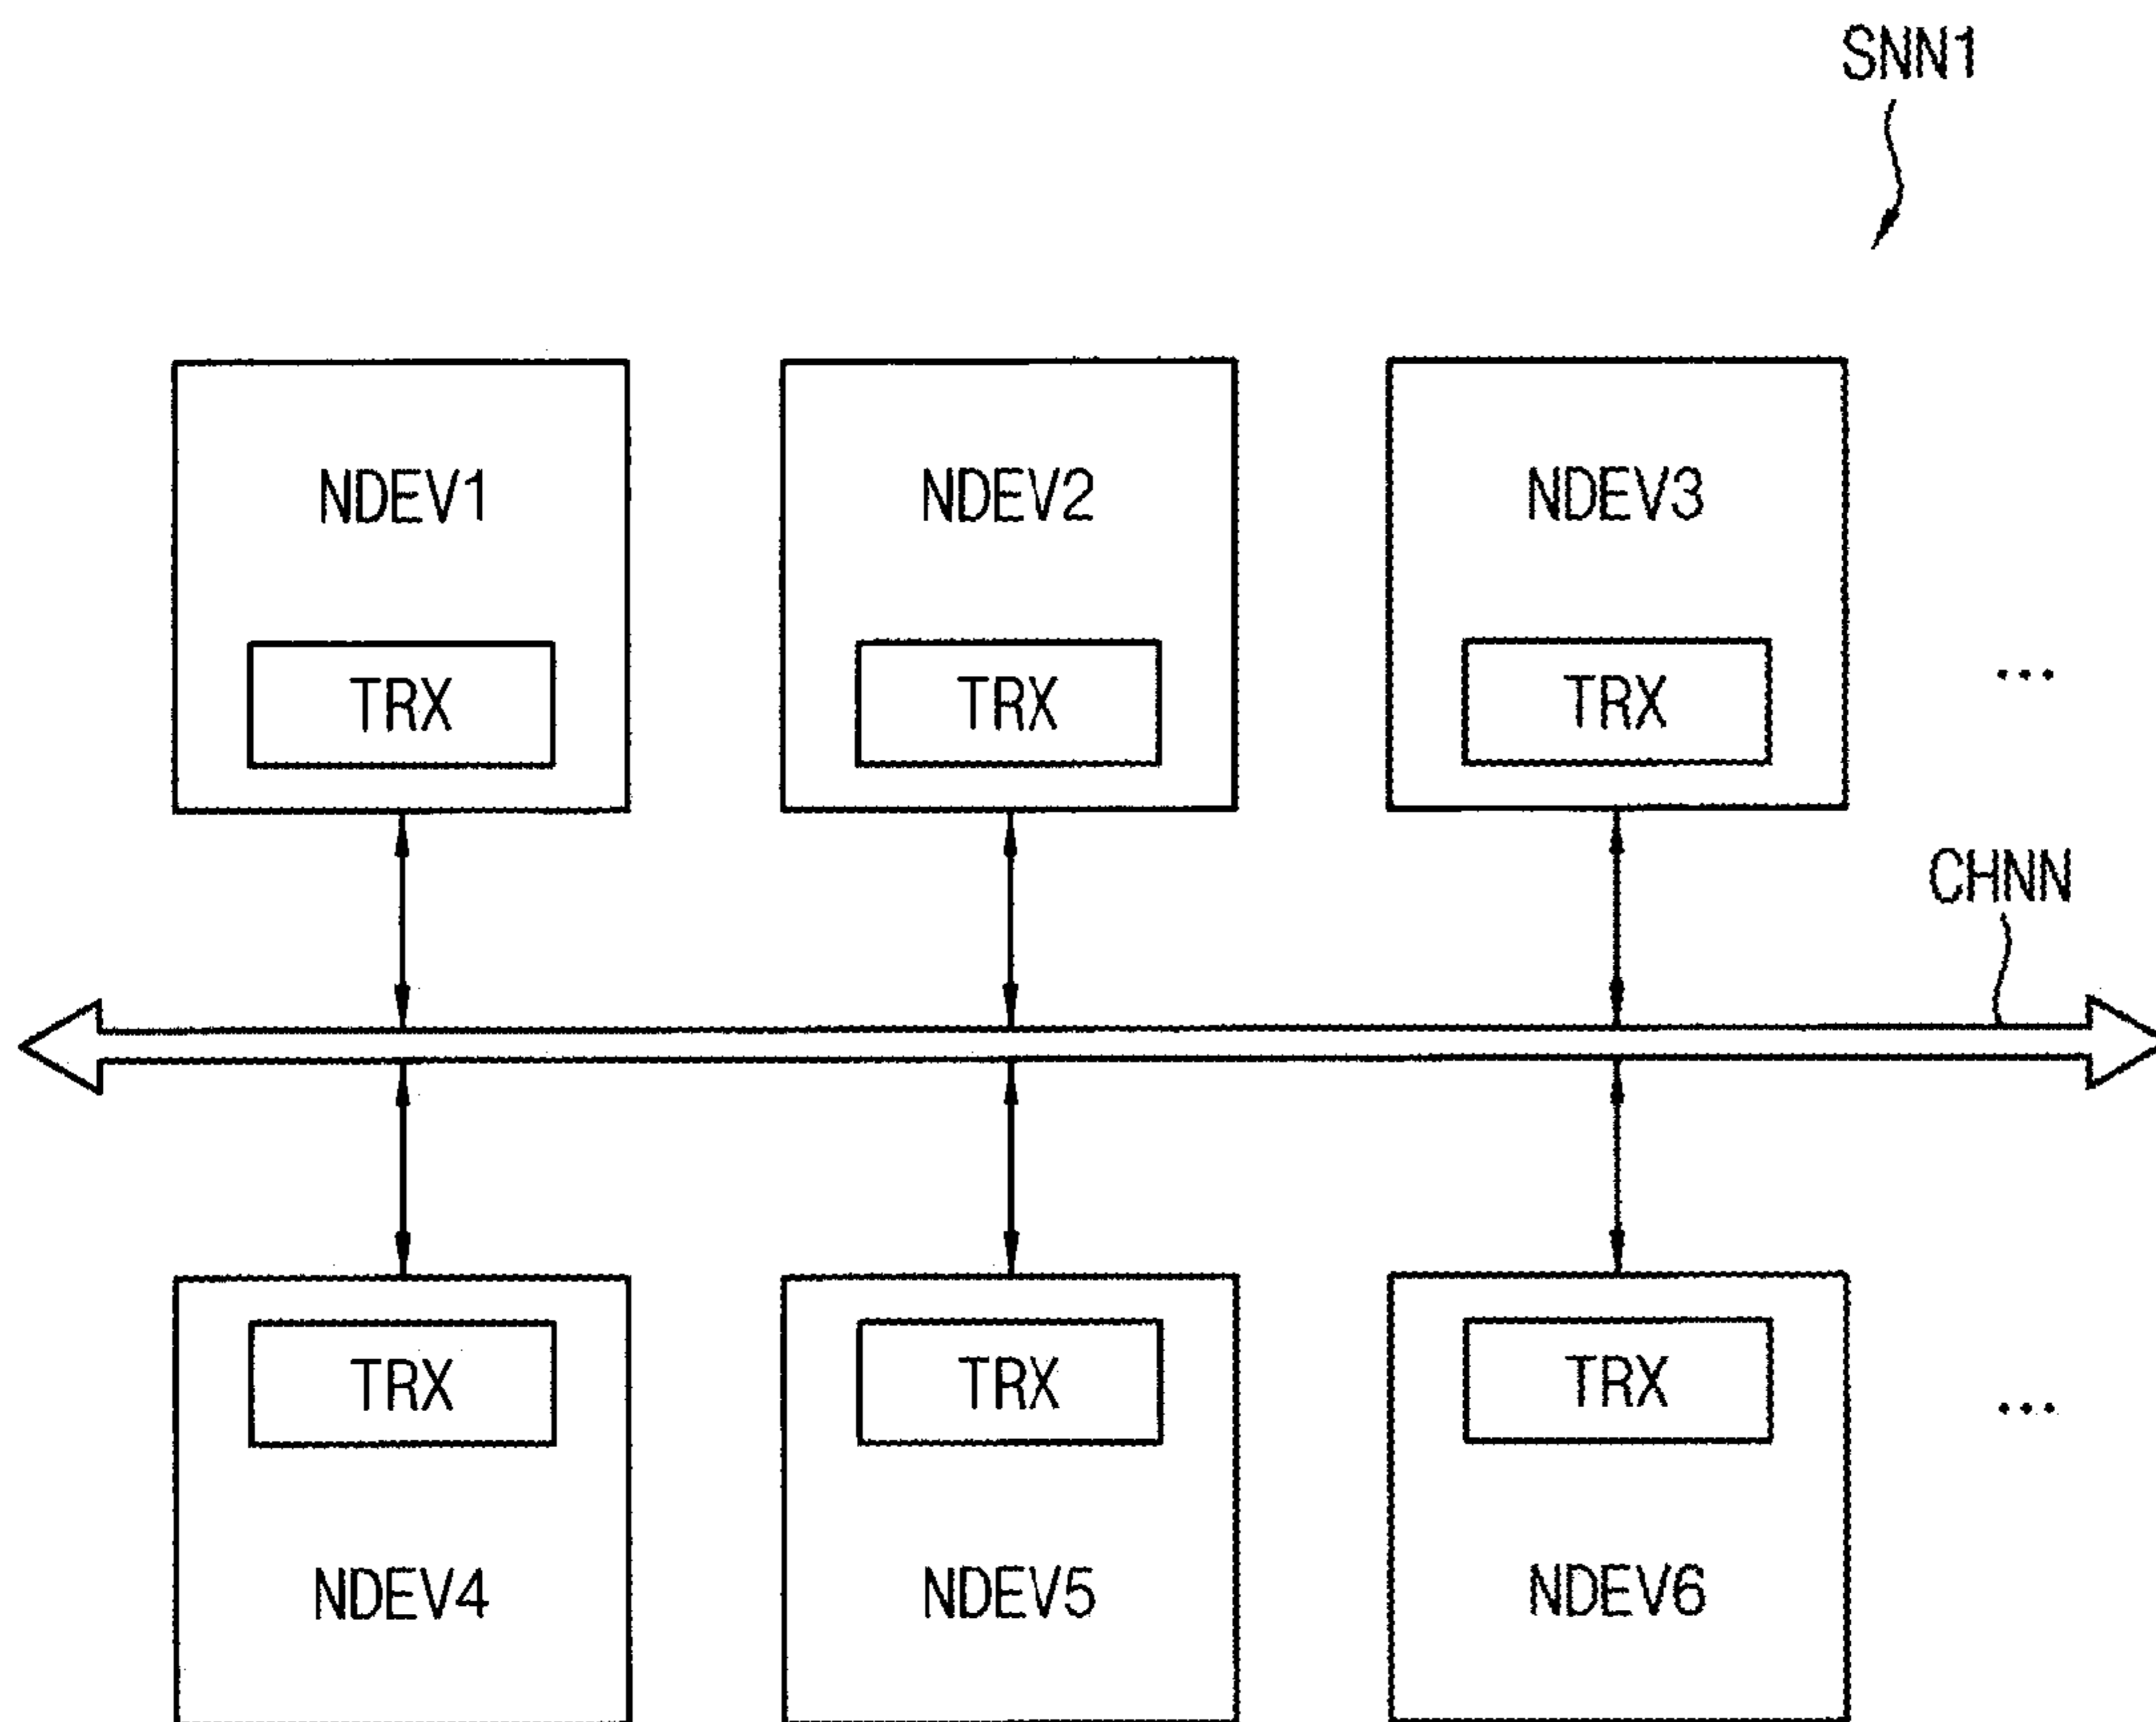 SNN1
NDEV1 NDEV2 NDEV3
TRX TRX TRX ...
CHNN
TRX TRX TRX ...
NDEV4 NDEV5 NDEV6